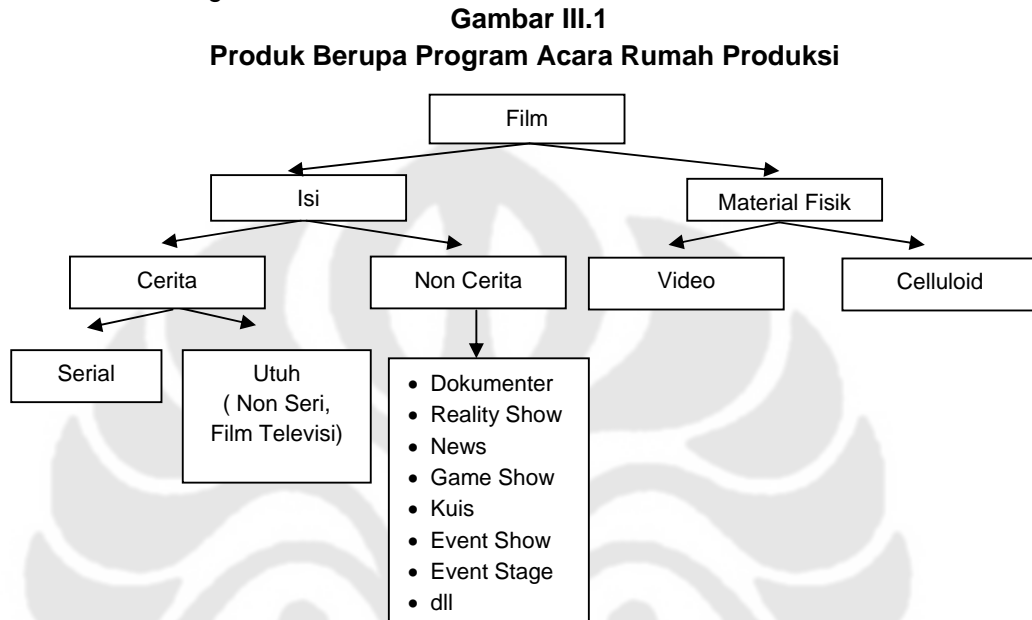 Gambar III.1
Produk Berupa Program Acara Rumah Produksi
Film
Isi
Material Fisik
Cerita
Non Cerita
Video
Celluloid
Serial
Utuh
( Non Seri,
Film Televisi)
• Dokumenter
• Reality Show
• News
• Game Show
• Kuis
• Event Show
• Event Stage
• dll